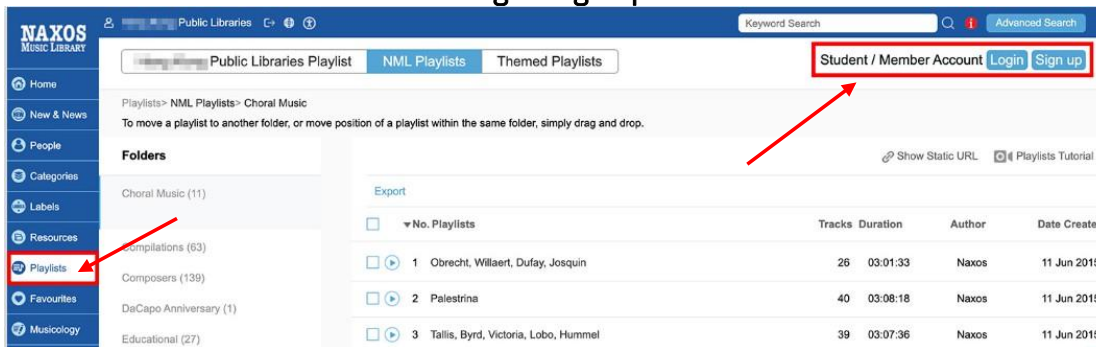 NAXOS
MUSIC LIBRARY
Public Libraries
Keyword Search
Advanced Search
Public Libraries Playlist
NML Playlists
Themed Playlists
Student / Member Account Login Sign up
Home
New & News
People
Categories
Labels
Resources
Playlists
Favourites
Musicology
Playlists> NML Playlists> Choral Music
To move a playlist to another folder, or move position of a playlist within the same folder, simply drag and drop.
Folders
Choral Music (11)
Compilations (63)
Composers (139)
DaCapo Anniversary (1)
Educational (27)
Show Static URL
Playlists Tutorial
Export
No. Playlists Tracks Duration Author Date Create
1 Obrecht, Willaert, Dufay, Josquin 26 03:01:33 Naxos 11 Jun 2015
2 Palestrina 40 03:08:18 Naxos 11 Jun 2015
3 Tallis, Byrd, Victoria, Lobo, Hummel 39 03:07:36 Naxos 11 Jun 2015